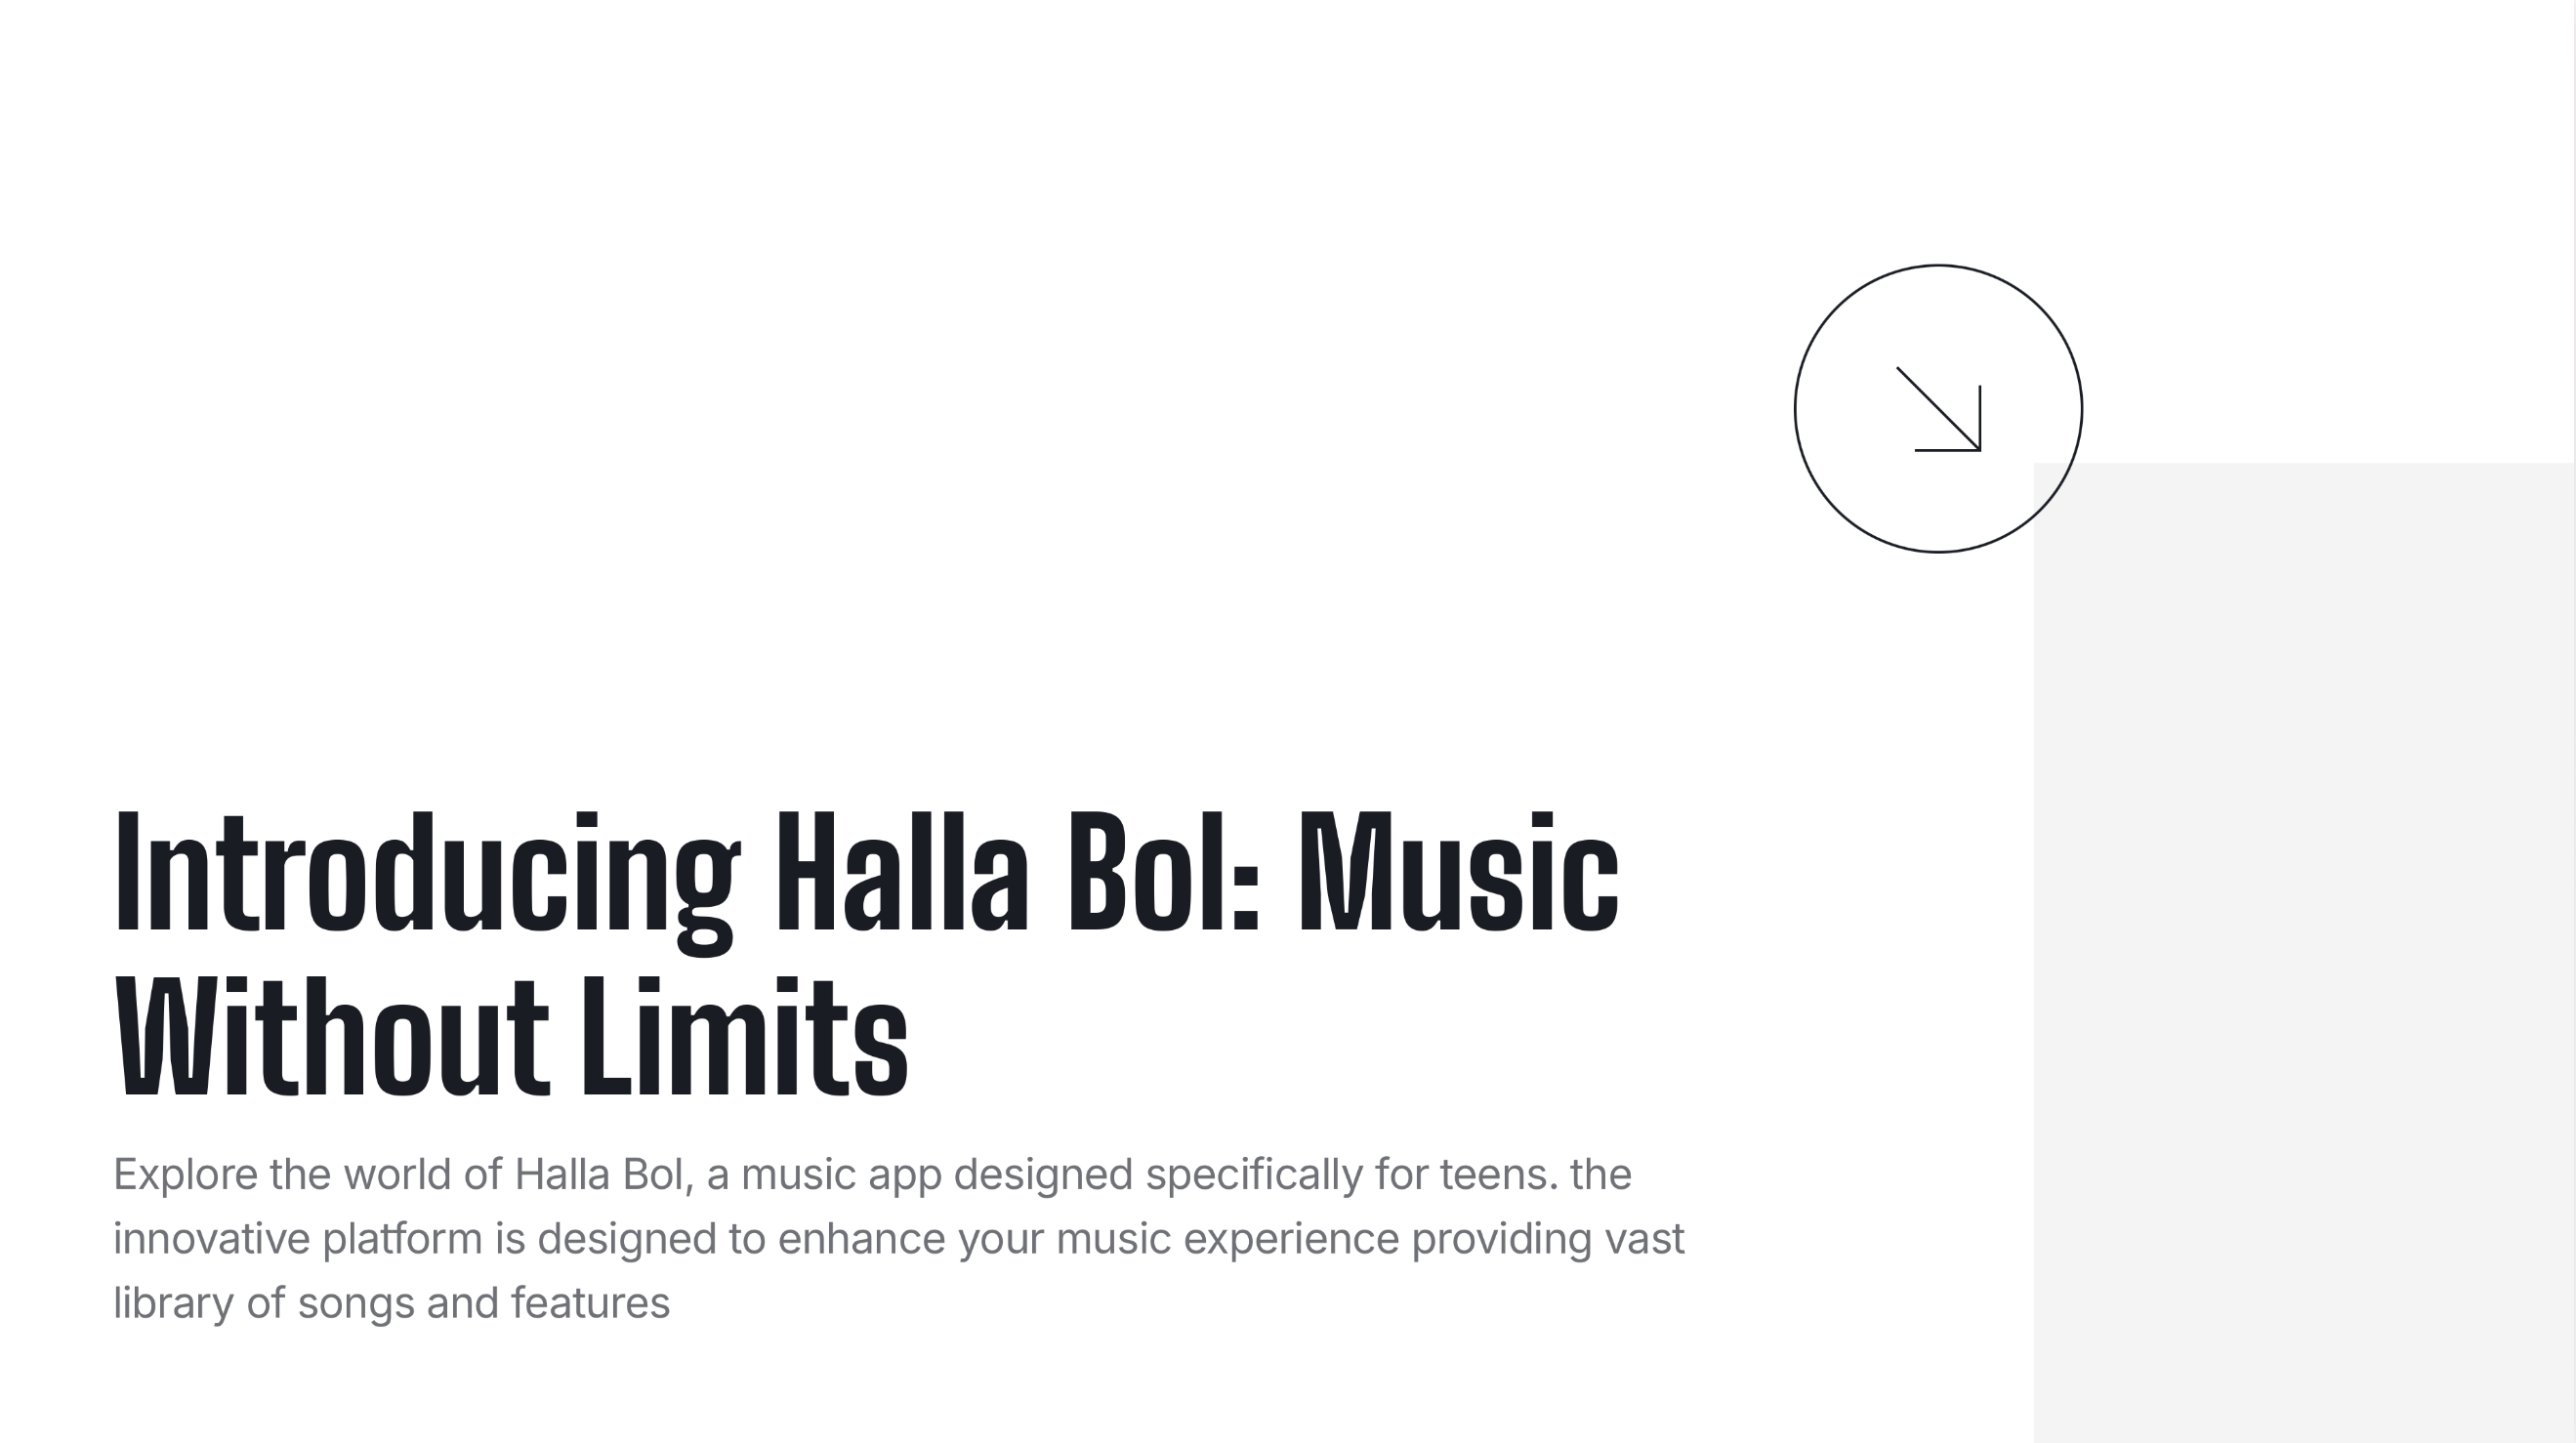 Introducing Halla Bol: Music
Without Limits
Explore the world of Halla Bol, a music app designed specifically for teens. the
innovative platform is designed to enhance your music experience providing vast
library of songs and features